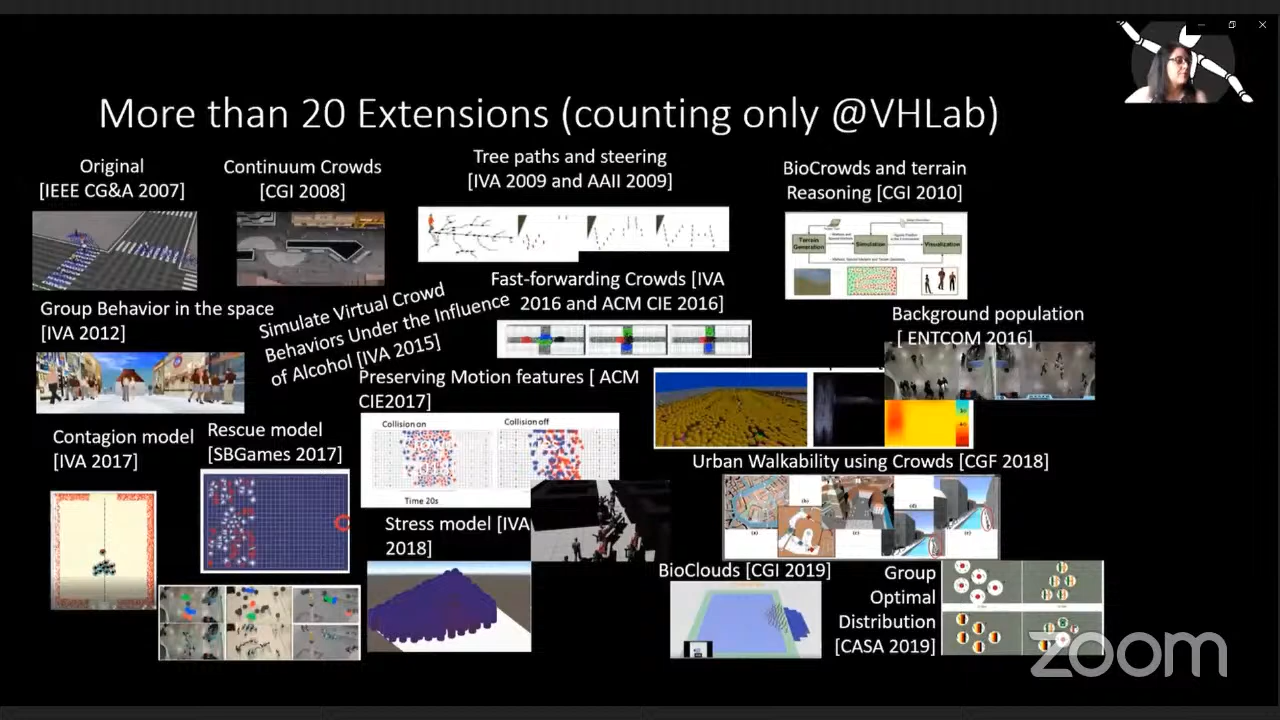 More than 20 Extensions (counting only @VHLab)
Original
[IEEE CG&A 2007]
Continuum Crowds
[CGI 2008]
Tree paths and steering
[IVA 2009 and AAII 2009]
BioCrowds and terrain
Reasoning [CGI 2010]
Terrain
Generation
Simulation
Visualization
Group Behavior in the space
[IVA 2012]
Simulate Virtual Crowd
Behaviors Under the Influence
of Alcohol [IVA 2015]
Fast-forwarding Crowds [IVA
2016 and ACM CIE 2016]
Background population
[ ENTCOM 2016]
Preserving Motion features [ ACM
CIE2017]
Collision on
Collision off
Time 20s
Contagion model
[IVA 2017]
Rescue model
[SBGames 2017]
Stress model [IVA
2018]
Urban Walkability using Crowds [CGF 2018]
(a)
(b)
(c)
(d)
(e)
BioClouds [CGI 2019]
Group
Optimal
Distribution
[CASA 2019]
zoom